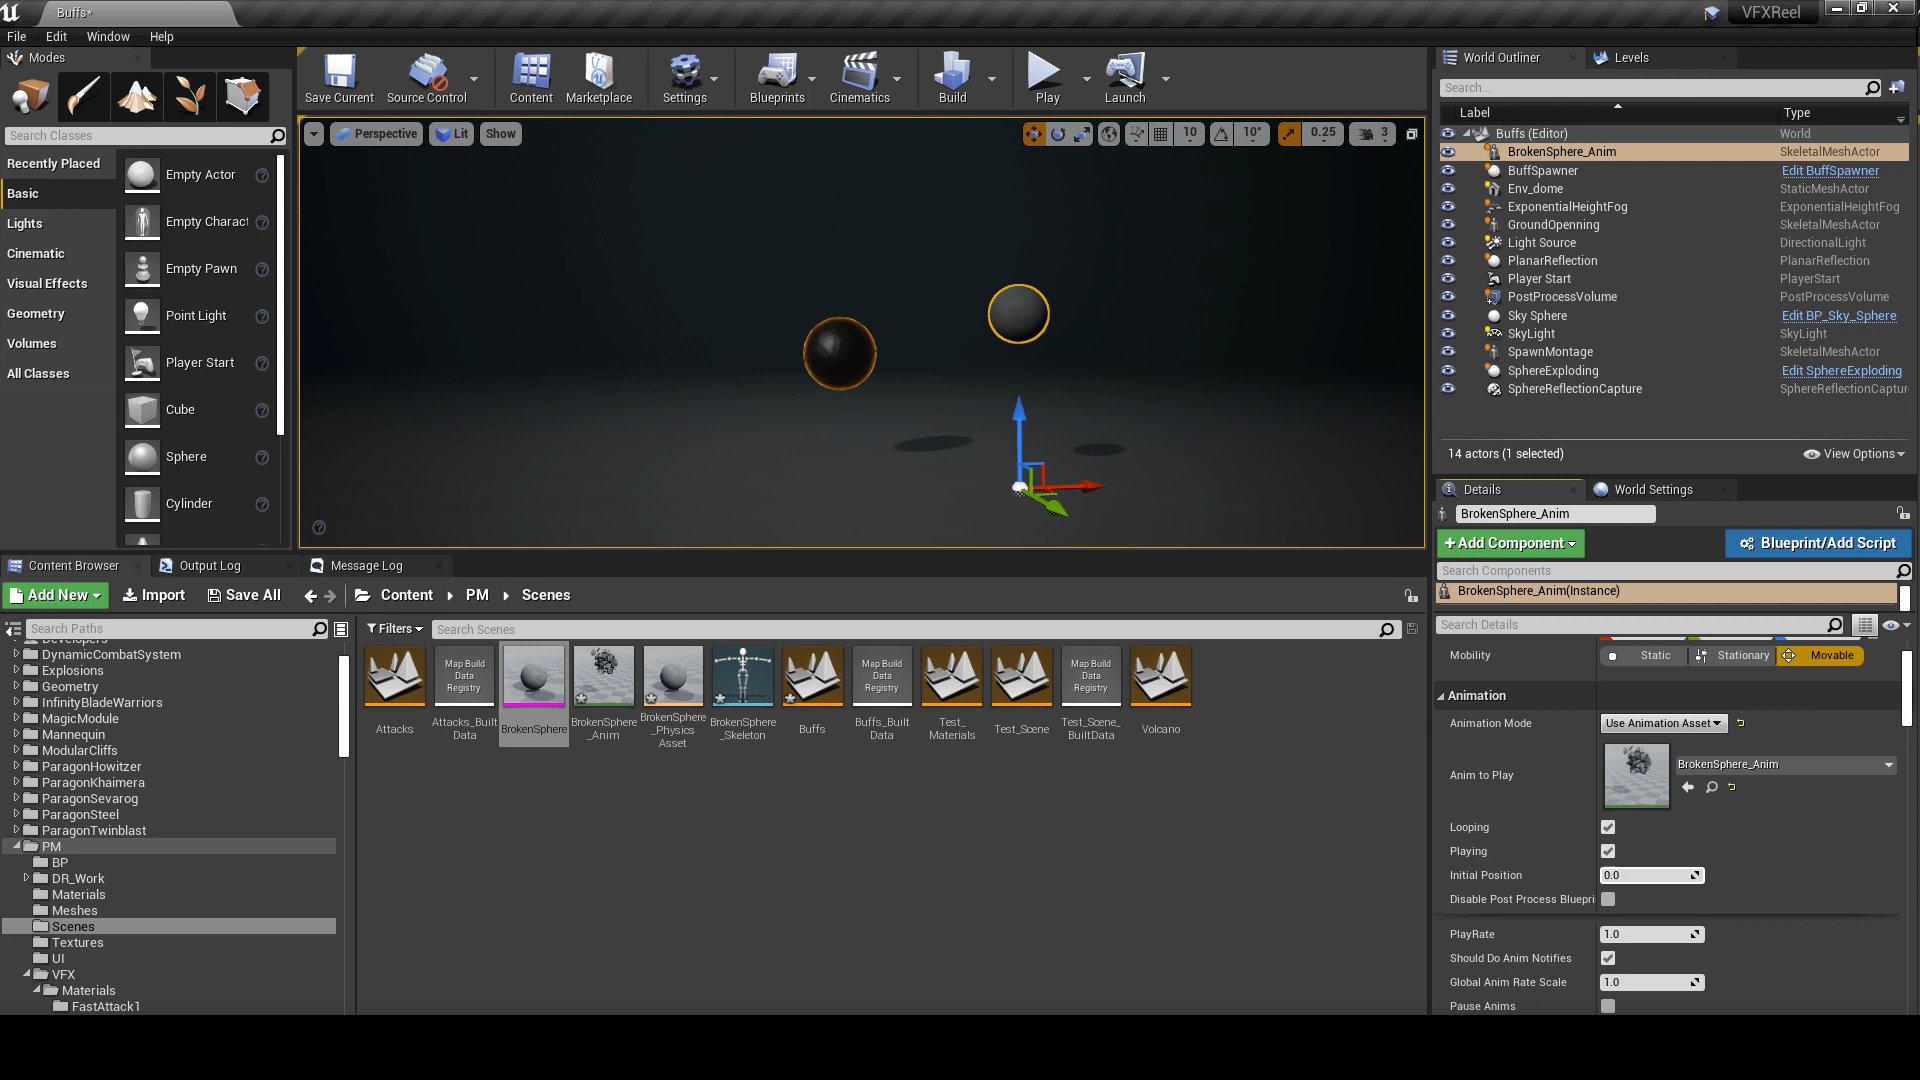 Buffs*
VFXReel
File Edit Window Help
Modes
Search Classes
Recently Placed
Basic
Lights
Cinematic
Visual Effects
Geometry
Volumes
All Classes
Empty Actor
Empty Charact
Empty Pawn
Point Light
Player Start
Cube
Sphere
Cylinder
Save Current
Source Control
Content
Marketplace
Settings
Blueprints
Cinematics
Build
Play
Launch
Perspective
Lit
Show
10
10°
0.25
3
World Outliner
Levels
Search...
Label Type
Buffs (Editor) World
BrokenSphere_Anim SkeletalMeshActor
BuffSpawner Edit BuffSpawner
Env_dome StaticMeshActor
ExponentialHeightFog ExponentialHeightFog
GroundOpenning SkeletalMeshActor
Light Source DirectionalLight
PlanarReflection PlanarReflection
Player Start PlayerStart
PostProcessVolume PostProcessVolume
Sky Sphere Edit BP_Sky_Sphere
SkyLight SkyLight
SpawnMontage SkeletalMeshActor
SphereExploding Edit SphereExploding
SphereReflectionCapture SphereReflectionCaptur
14 actors (1 selected)
View Options
Details
World Settings
BrokenSphere_Anim
+Add Component
Blueprint/Add Script
Search Components
BrokenSphere_Anim(Instance)
Search Details
Mobility Static Stationary Movable
Animation
Animation Mode Use Animation Asset
Anim to Play BrokenSphere_Anim
Looping
Playing
Initial Position 0.0
Disable Post Process Bluepri
PlayRate 1.0
Should Do Anim Notifies
Global Anim Rate Scale 1.0
Pause Anims
Content Browser
Output Log
Message Log
Add New
Import
Save All
Content
PM
Scenes
Search Paths
Filters
Search Scenes
Developers
DynamicCombatSystem
Explosions
Geometry
InfinityBladeWarriors
MagicModule
Mannequin
ModularCliffs
ParagonHowitzer
ParagonKhaimera
ParagonSevarog
ParagonSteel
ParagonTwinblast
PM
BP
DR_Work
Materials
Meshes
Scenes
Textures
UI
VFX
Materials
FastAttack1
Attacks
Map Build
Data
Registry
Attacks_Built
Data
BrokenSphere
BrokenSphere
_Anim
BrokenSphere
_Physics
Asset
BrokenSphere
_Skeleton
Buffs
Map Build
Data
Registry
Buffs_Built
Data
Test_
Materials
Test_Scene
Map Build
Data
Registry
Test_Scene_
BuiltData
Volcano